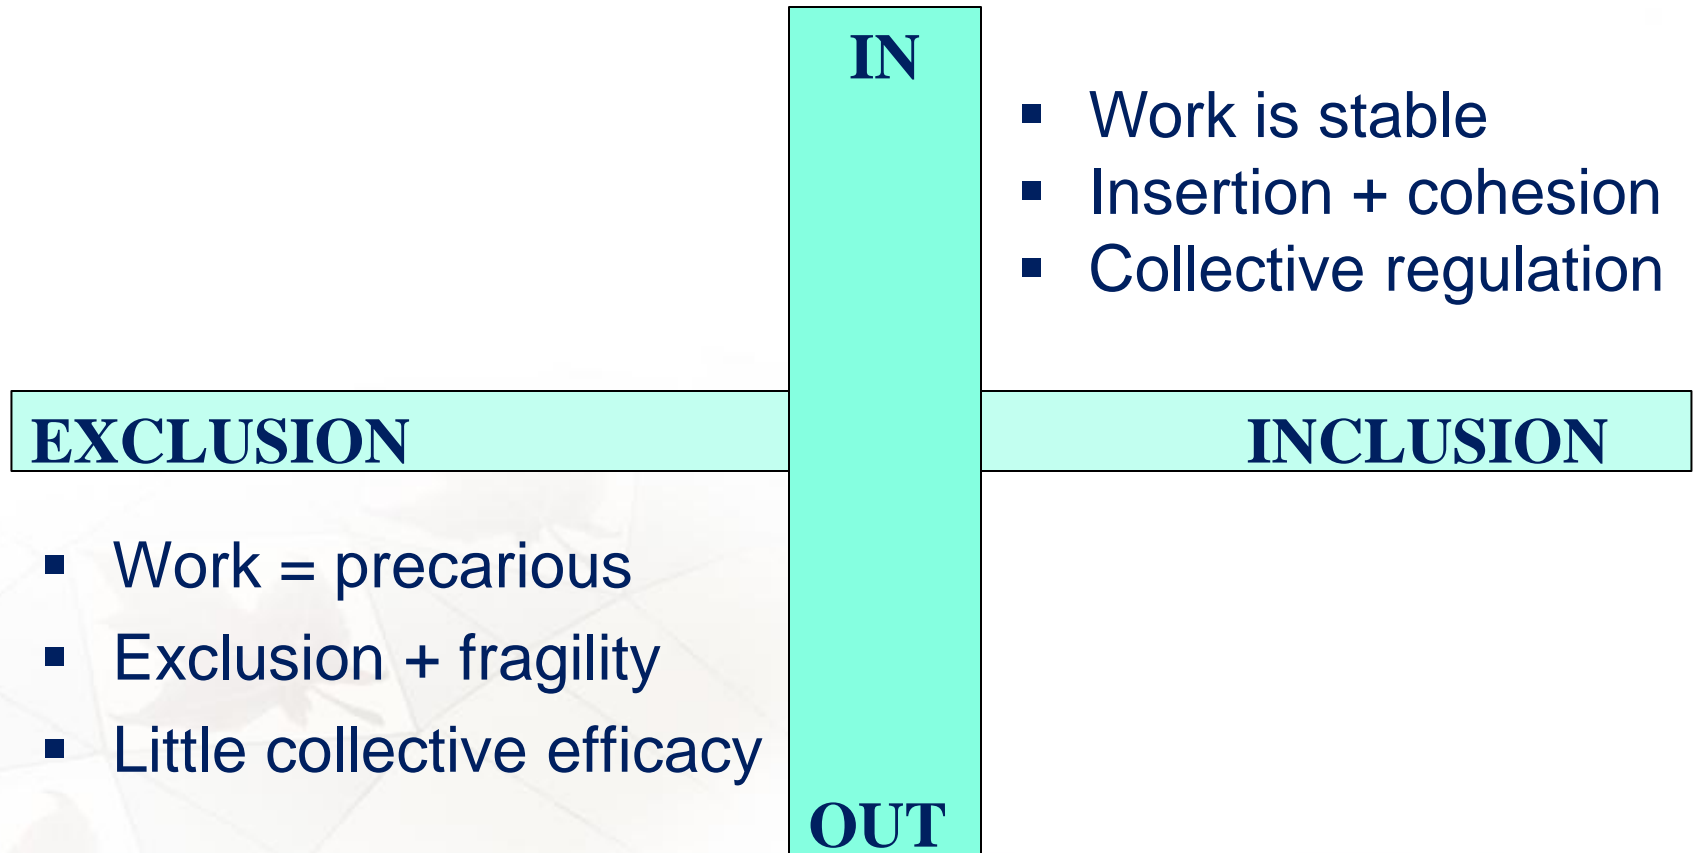 IN
▪ Work is stable
▪ Insertion + cohesion
▪ Collective regulation
EXCLUSION
INCLUSION
▪ Work = precarious
▪ Exclusion + fragility
▪ Little collective efficacy
OUT